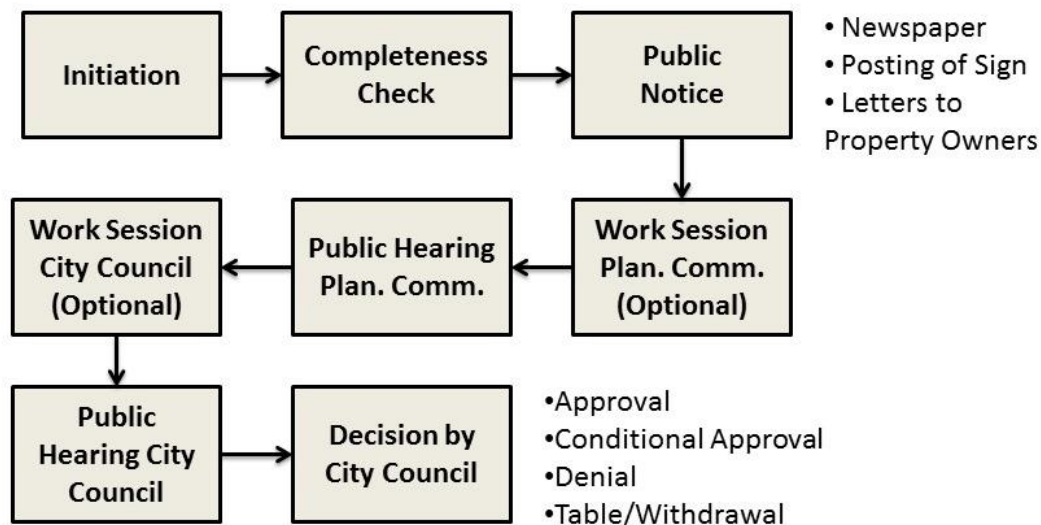 Initiation
Completeness
Check
Public
Notice
• Newspaper
• Posting of Sign
• Letters to
Property Owners
Work Session
Plan. Comm.
(Optional)
Public Hearing
Plan. Comm.
Work Session
City Council
(Optional)
Public
Hearing City
Council
Decision by
City Council
•Approval
•Conditional Approval
•Denial
•Table/Withdrawal